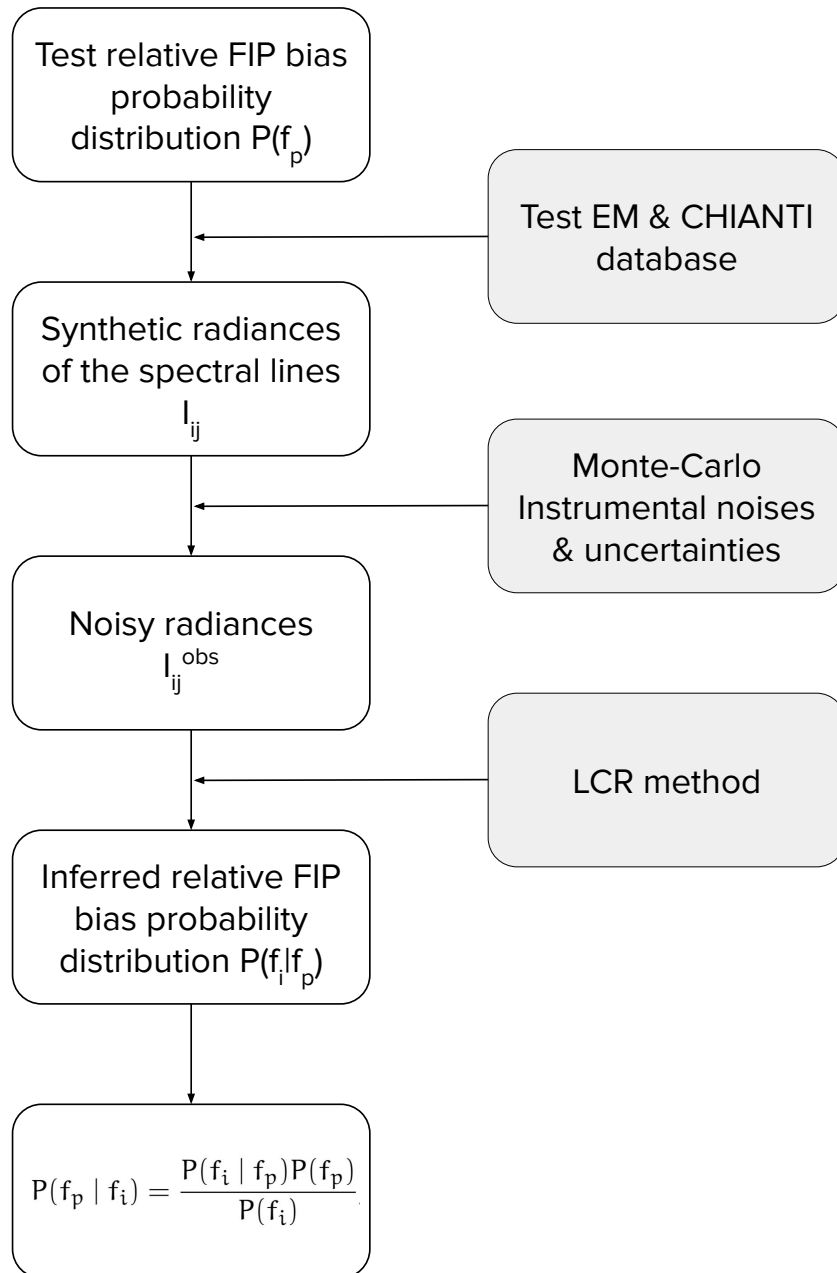 Test relative FIP bias
probability
distribution P(f_p)
Test EM & CHIANTI
database
Synthetic radiances
of the spectral lines
I_ij
Monte-Carlo
Instrumental noises
& uncertainties
Noisy radiances
I_ij^obs
LCR method
Inferred relative FIP
bias probability
distribution P(f_i|f_p)
P(f_p | f_i) = P(f_i | f_p)P(f_p) / P(f_i) .